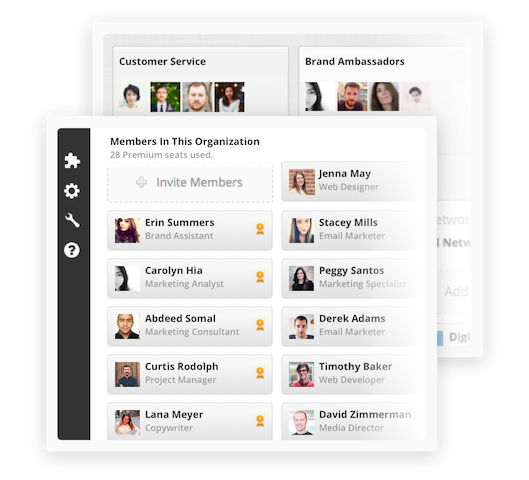 Customer Service
Brand Ambassadors
Members In This Organization
28 Premium seats used.
Invite Members
Jenna May
Web Designer
Erin Summers
Brand Assistant
Stacey Mills
Email Marketer
Carolyn Hia
Marketing Analyst
Peggy Santos
Marketing Specialist
Abdeed Somal
Marketing Consultant
Derek Adams
Email Marketer
Curtis Rodolph
Project Manager
Timothy Baker
Web Developer
Lana Meyer
Copywriter
David Zimmerman
Media Director
etwor
l Netw
Add
Digi